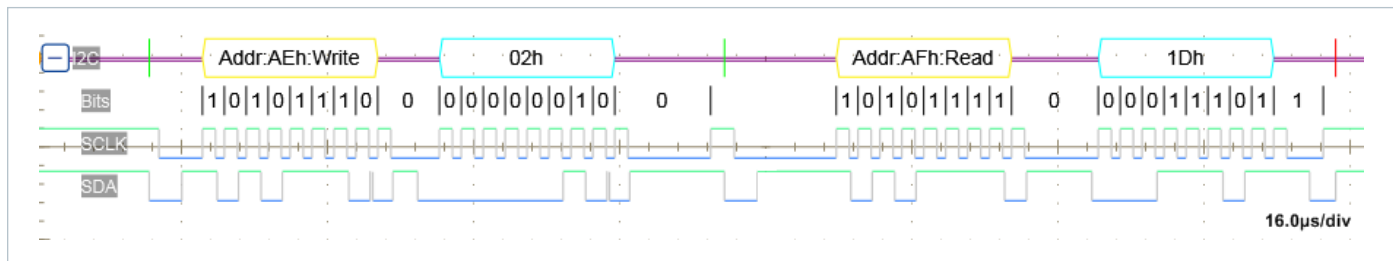 I2C Addr:AEh:Write 02h Addr:AFh:Read 1Dh
Bits 1 0 1 0 1 1 1 0 0 0 0 0 0 0 0 1 0 0 1 0 1 0 1 1 1 1 0 0 0 0 1 1 1 0 1 1
SCLK
SDA
16.0µs/div